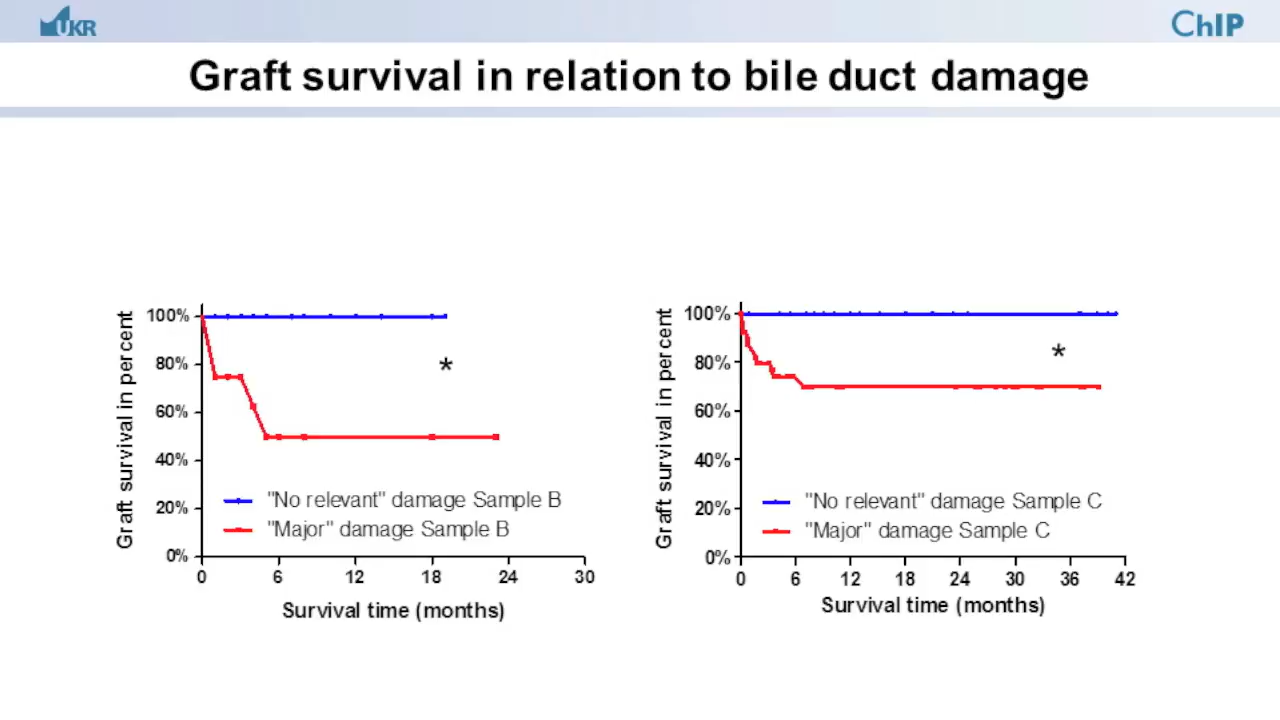 UKR
ChIP
Graft survival in relation to bile duct damage
Graft survival in percent
100%
80%
60%
40%
20%
0%
*
"No relevant" damage Sample B
"Major" damage Sample B
0 6 12 18 24 30
Survival time (months)
Graft survival in percent
100%
80%
60%
40%
20%
0%
*
"No relevant" damage Sample C
"Major" damage Sample C
0 6 12 18 24 30 36 42
Survival time (months)